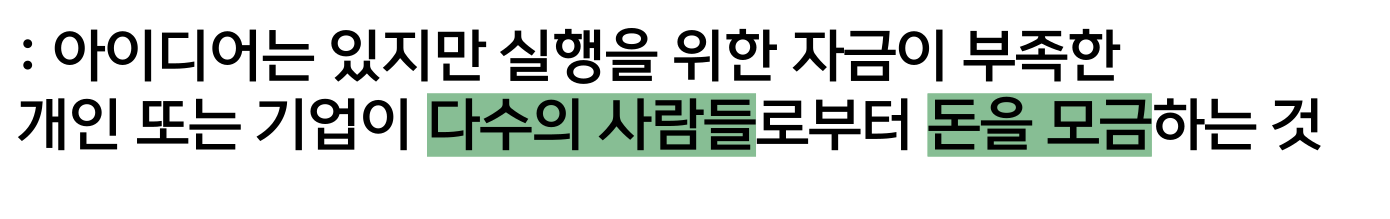 : 아이디어는 있지만 실행을 위한 자금이 부족한
개인 또는 기업이 다수의 사람들로부터 돈을 모금하는 것